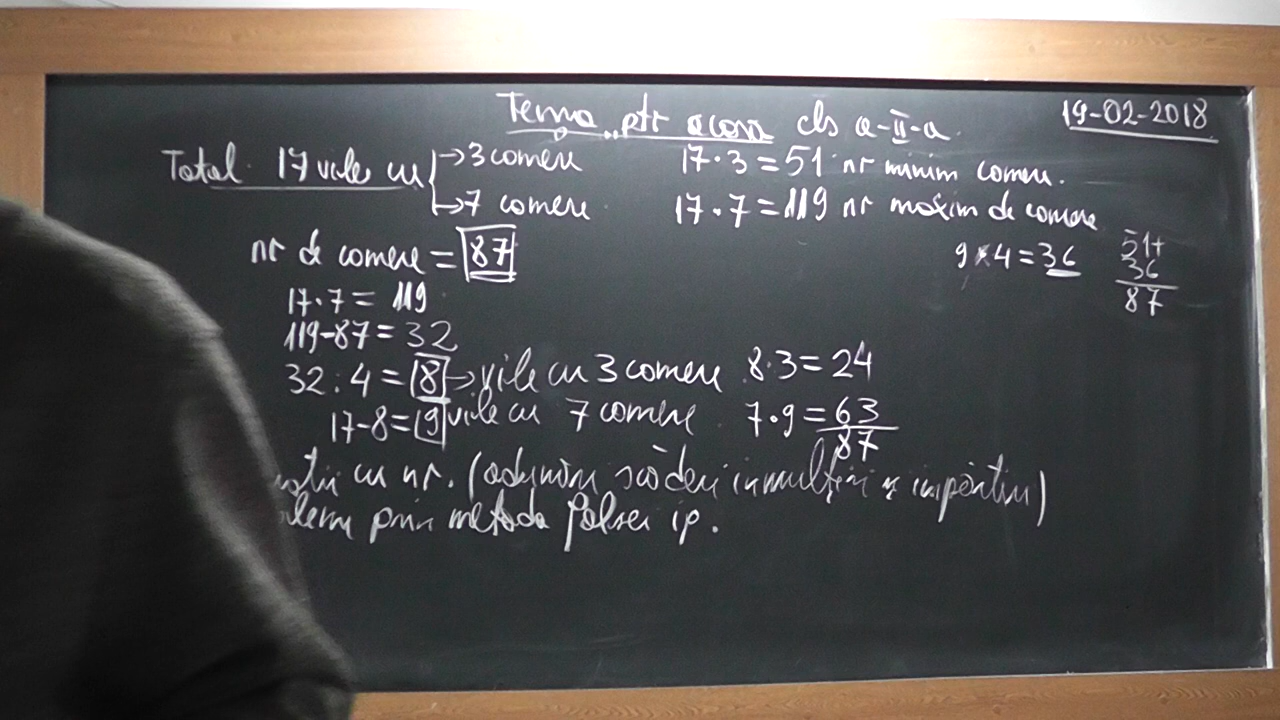 Tema ptr acasă cls a-II-a
19-02-2018
Total 17 vile cu →3 camere
→7 camere
17·3=51 nr minim camere.
17·7=119 nr maxim de camere
nr de camere = 87
9×4=36
51+
36
87
17·7= 119
119-87=32
32:4=8→vile cu 3 camere 8·3=24
17-8=9 vile cu 7 camere 7·9=63
87
cu nr. (adunări scăderi inmulțiri și impărțiri)
prin metoda falsei ip.